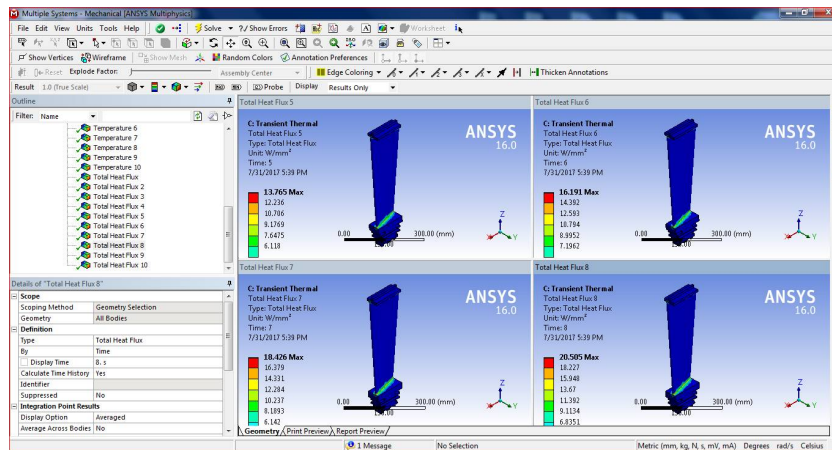 Multiple Systems - Mechanical [ANSYS Multiphysics]
File Edit View Units Tools Help Solve ?/ Show Errors Worksheet
Show Vertices Wireframe Show Mesh Random Colors Annotation Preferences
Reset Explode Factor: Assembly Center Edge Coloring Thicken Annotations
Result 1.0 (True Scale) Probe Display Results Only
Outline
Filter: Name
Temperature 6
Temperature 7
Temperature 8
Temperature 9
Temperature 10
Total Heat Flux
Total Heat Flux 2
Total Heat Flux 3
Total Heat Flux 4
Total Heat Flux 5
Total Heat Flux 6
Total Heat Flux 7
Total Heat Flux 8
Total Heat Flux 9
Total Heat Flux 10
Details of "Total Heat Flux 8"
Scope
Scoping Method Geometry Selection
Geometry All Bodies
Definition
Type Total Heat Flux
By Time
Display Time 8. s
Calculate Time History Yes
Identifier
Suppressed No
Integration Point Results
Display Option Averaged
Average Across Bodies No
Total Heat Flux 5
C: Transient Thermal
Total Heat Flux 5
Type: Total Heat Flux
Unit: W/mm²
Time: 5
7/31/2017 5:39 PM
13.765 Max
12.236
10.706
9.1769
7.6475
6.118
ANSYS
16.0
0.00 300.00 (mm)
150.00
Z
X Y
Total Heat Flux 6
C: Transient Thermal
Total Heat Flux 6
Type: Total Heat Flux
Unit: W/mm²
Time: 6
7/31/2017 5:39 PM
16.191 Max
14.392
12.593
10.794
8.9952
7.1962
ANSYS
16.0
0.00 300.00 (mm)
150.00
Z
X Y
Total Heat Flux 7
C: Transient Thermal
Total Heat Flux 7
Type: Total Heat Flux
Unit: W/mm²
Time: 7
7/31/2017 5:39 PM
18.426 Max
16.379
14.331
12.284
10.237
8.1893
6.142
ANSYS
16.0
0.00 300.00 (mm)
150.00
Z
X Y
Total Heat Flux 8
C: Transient Thermal
Total Heat Flux 8
Type: Total Heat Flux
Unit: W/mm²
Time: 8
7/31/2017 5:39 PM
20.505 Max
18.227
15.948
13.67
11.392
9.1134
6.8351
ANSYS
16.0
0.00 300.00 (mm)
150.00
Z
X Y
Geometry Print Preview Report Preview
1 Message No Selection Metric (mm, kg, N, s, mV, mA) Degrees rad/s Celsius